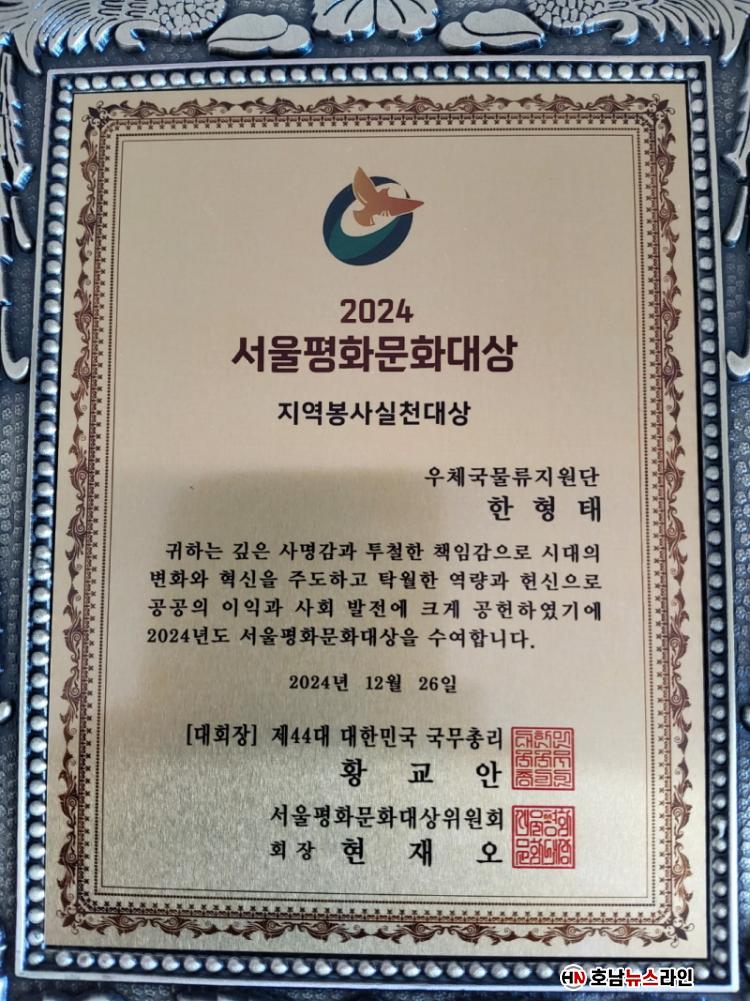 2024
서울평화문화대상
지역봉사실천대상
우체국물류지원단
한 형 태
귀하는 깊은 사명감과 투철한 책임감으로 시대의
변화와 혁신을 주도하고 탁월한 역량과 헌신으로
공공의 이익과 사회 발전에 크게 공헌하였기에
2024년도 서울평화문화대상을 수여합니다.
2024년 12월 26일
[대회장] 제44대 대한민국 국무총리
황 교 안
서울평화문화대상위원회
회장 현 재 오
HN 호남뉴스라인